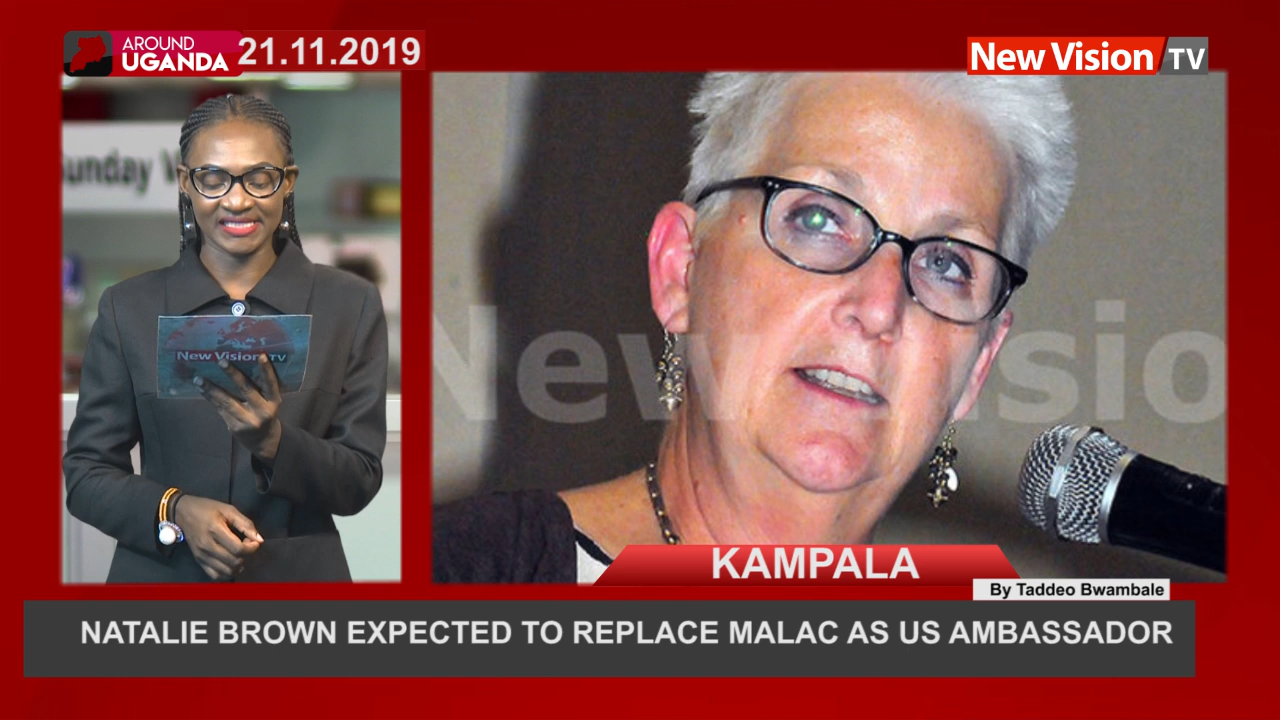 AROUND
UGANDA
21.11.2019
New Vision TV
unday
New Vision TV
New Visio
KAMPALA
By Taddeo Bwambale
NATALIE BROWN EXPECTED TO REPLACE MALAC AS US AMBASSADOR